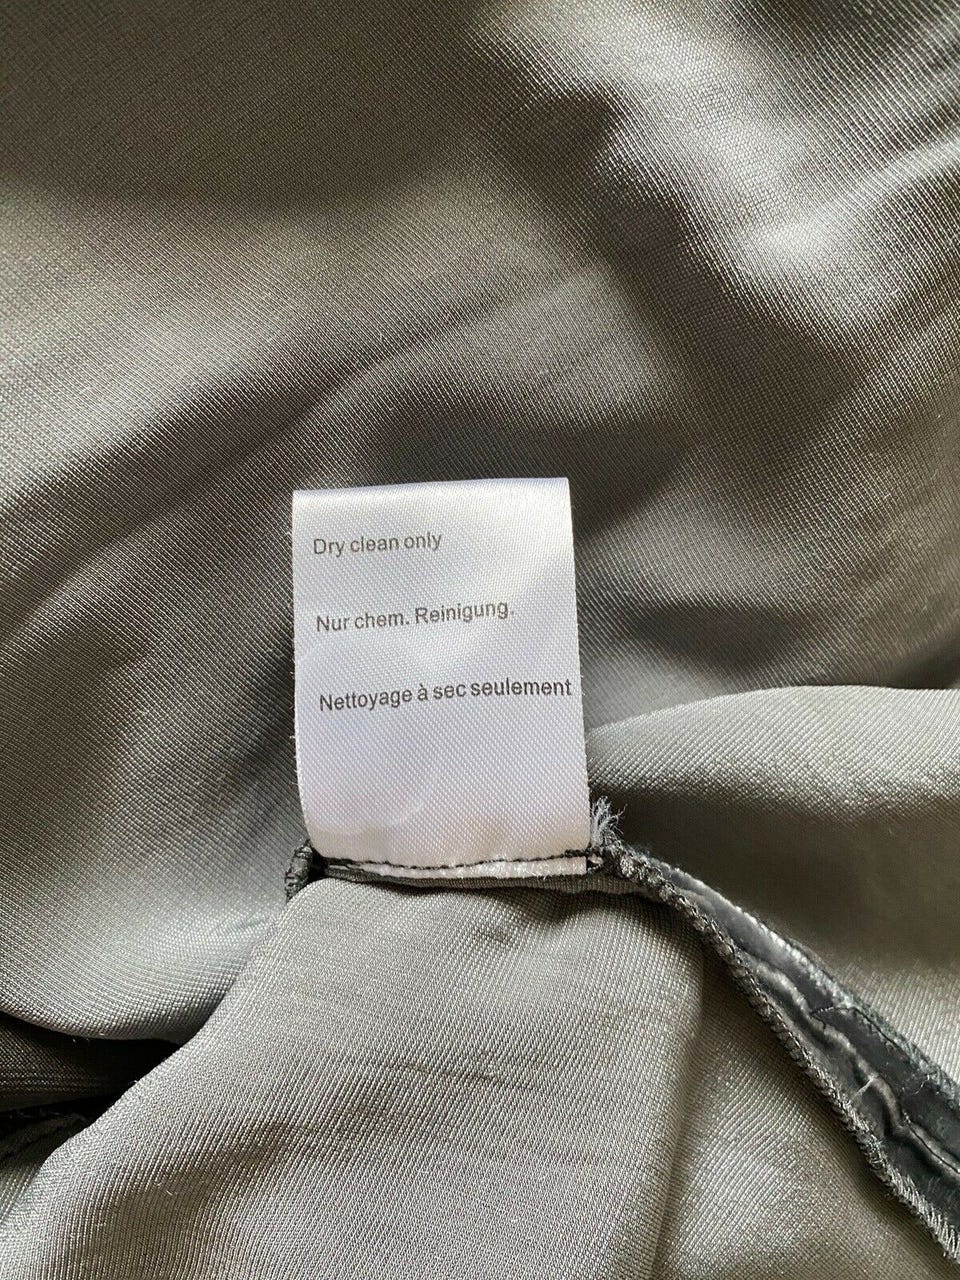 Dry clean only
Nur chem. Reinigung.
Nettoyage à sec seulement